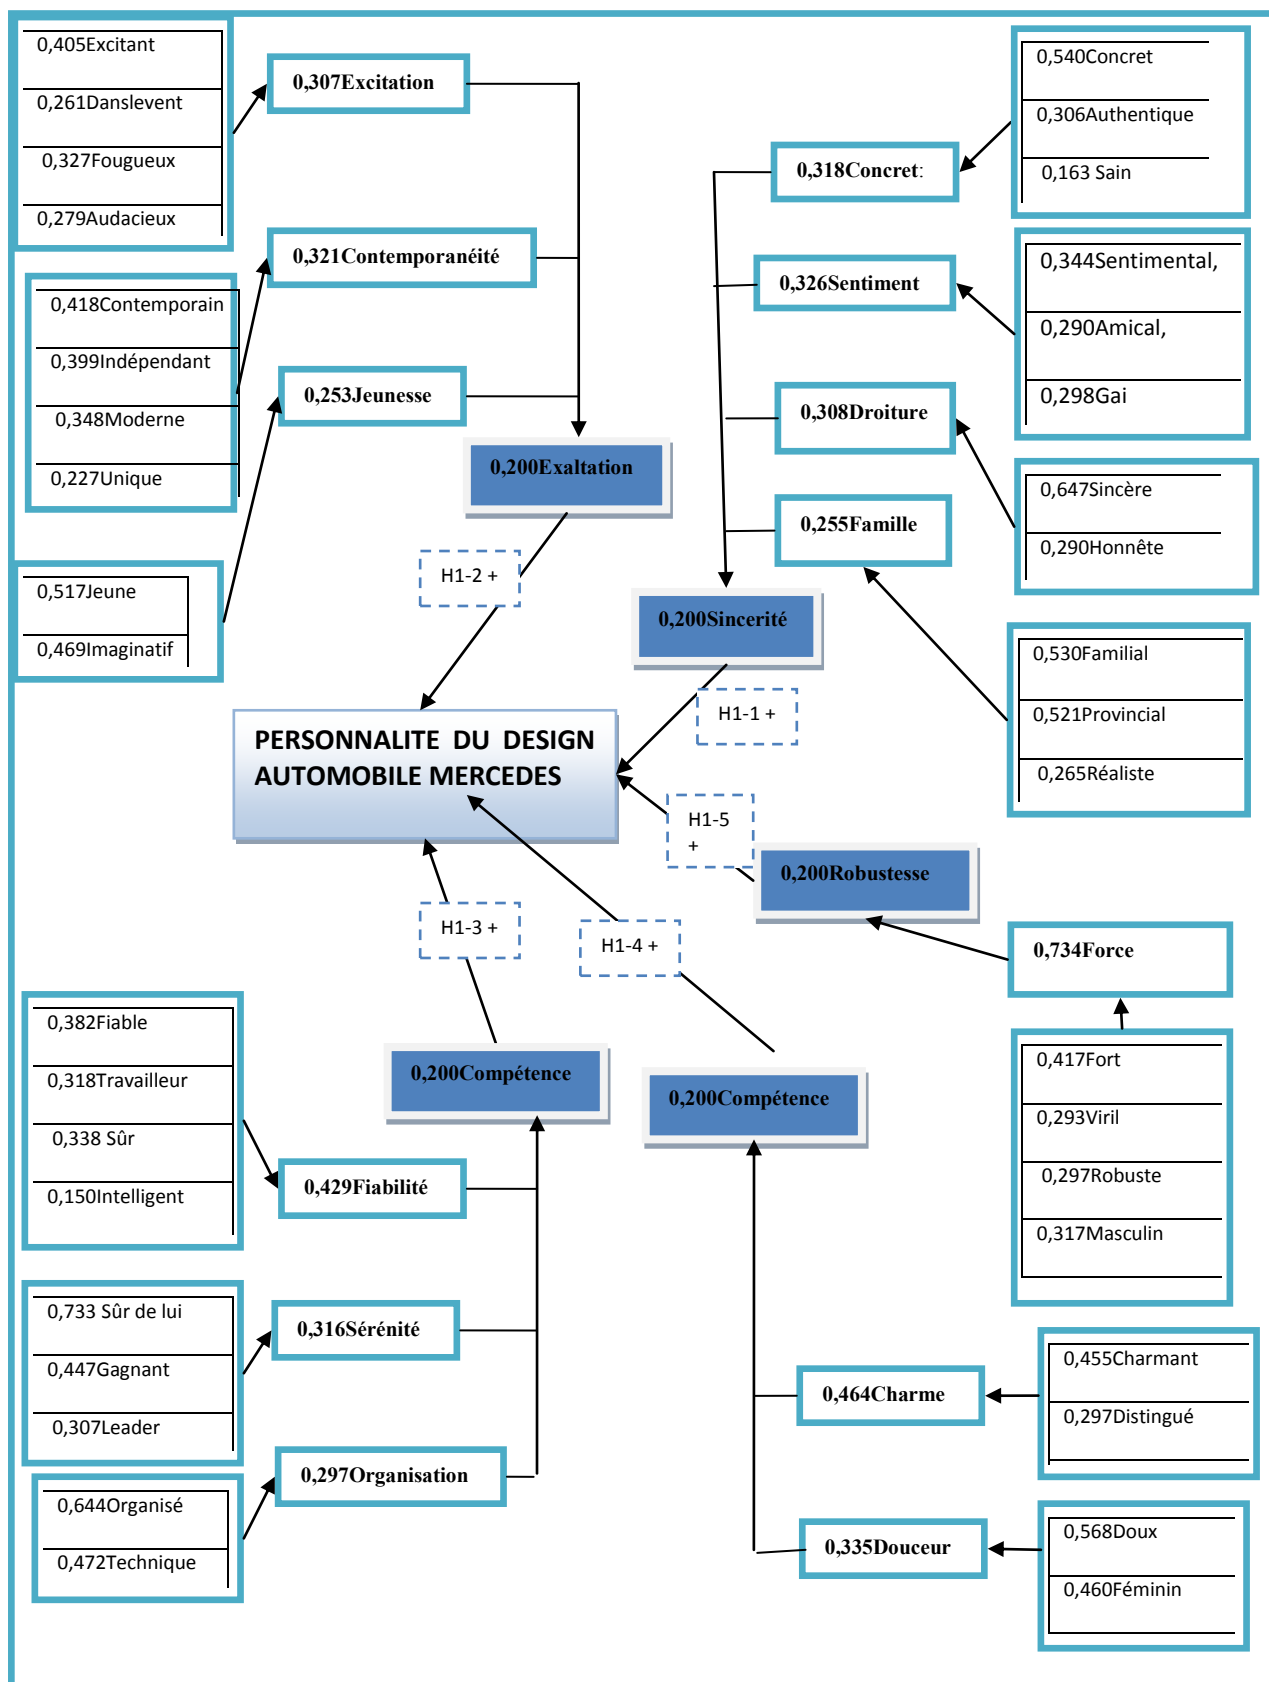 0,405Excitant
0,261Danslevent
0,327Fougueux
0,279Audacieux
0,307Excitation
0,321Contemporanéité
0,418Contemporain
0,399Indépendant
0,348Moderne
0,227Unique
0,253Jeunesse
0,517Jeune
0,469Imaginatif
0,200Exaltation
H1-2 +
0,540Concret
0,306Authentique
0,163 Sain
0,318Concret:
0,344Sentimental,
0,290Amical,
0,298Gai
0,326Sentiment
0,308Droiture
0,647Sincère
0,290Honnête
0,255Famille
0,530Familial
0,521Provincial
0,265Réaliste
0,200Sincerité
H1-1 +
PERSONNALITE DU DESIGN
AUTOMOBILE MERCEDES
H1-5
+
0,200Robustesse
0,734Force
0,417Fort
0,293Viril
0,297Robuste
0,317Masculin
H1-3 +
H1-4 +
0,200Compétence
0,200Compétence
0,382Fiable
0,318Travailleur
0,338 Sûr
0,150Intelligent
0,429Fiabilité
0,733 Sûr de lui
0,447Gagnant
0,307Leader
0,316Sérénité
0,297Organisation
0,644Organisé
0,472Technique
0,464Charme
0,455Charmant
0,297Distingué
0,335Douceur
0,568Doux
0,460Féminin